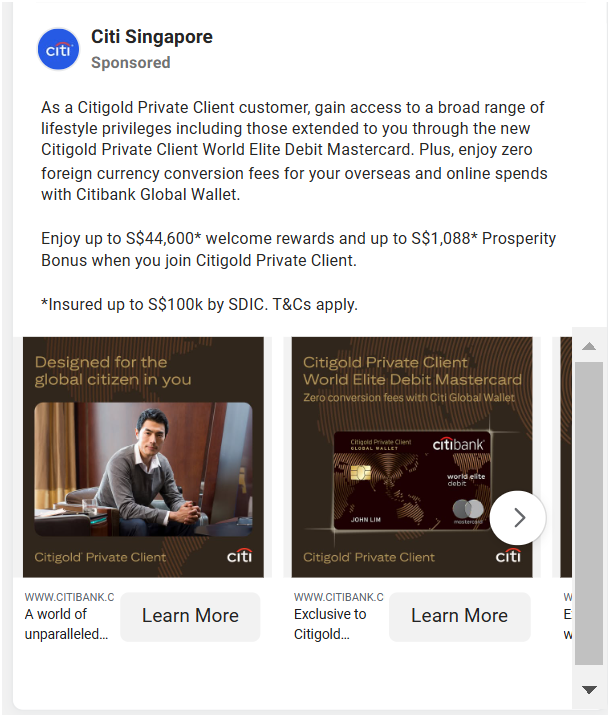 Citi Singapore
Sponsored
As a Citigold Private Client customer, gain access to a broad range of
lifestyle privileges including those extended to you through the new
Citigold Private Client World Elite Debit Mastercard. Plus, enjoy zero
foreign currency conversion fees for your overseas and online spends
with Citibank Global Wallet.
Enjoy up to S$44,600* welcome rewards and up to S$1,088* Prosperity
Bonus when you join Citigold Private Client.
*Insured up to S$100k by SDIC. T&Cs apply.
Designed for the
global citizen in you
Citigold Private Client
citi
WWW.CITIBANK.C
A world of
unparalleled...
Learn More
Citigold Private Client
World Elite Debit Mastercard
Zero conversion fees with Citi Global Wallet
Citigold Private Client
GLOBAL WALLET
citibank
world elite
debit
JOHN LIM
mastercard
Citigold Private Client
citi
WWW.CITIBANK.C
Exclusive to
Citigold...
Learn More
W
E
w